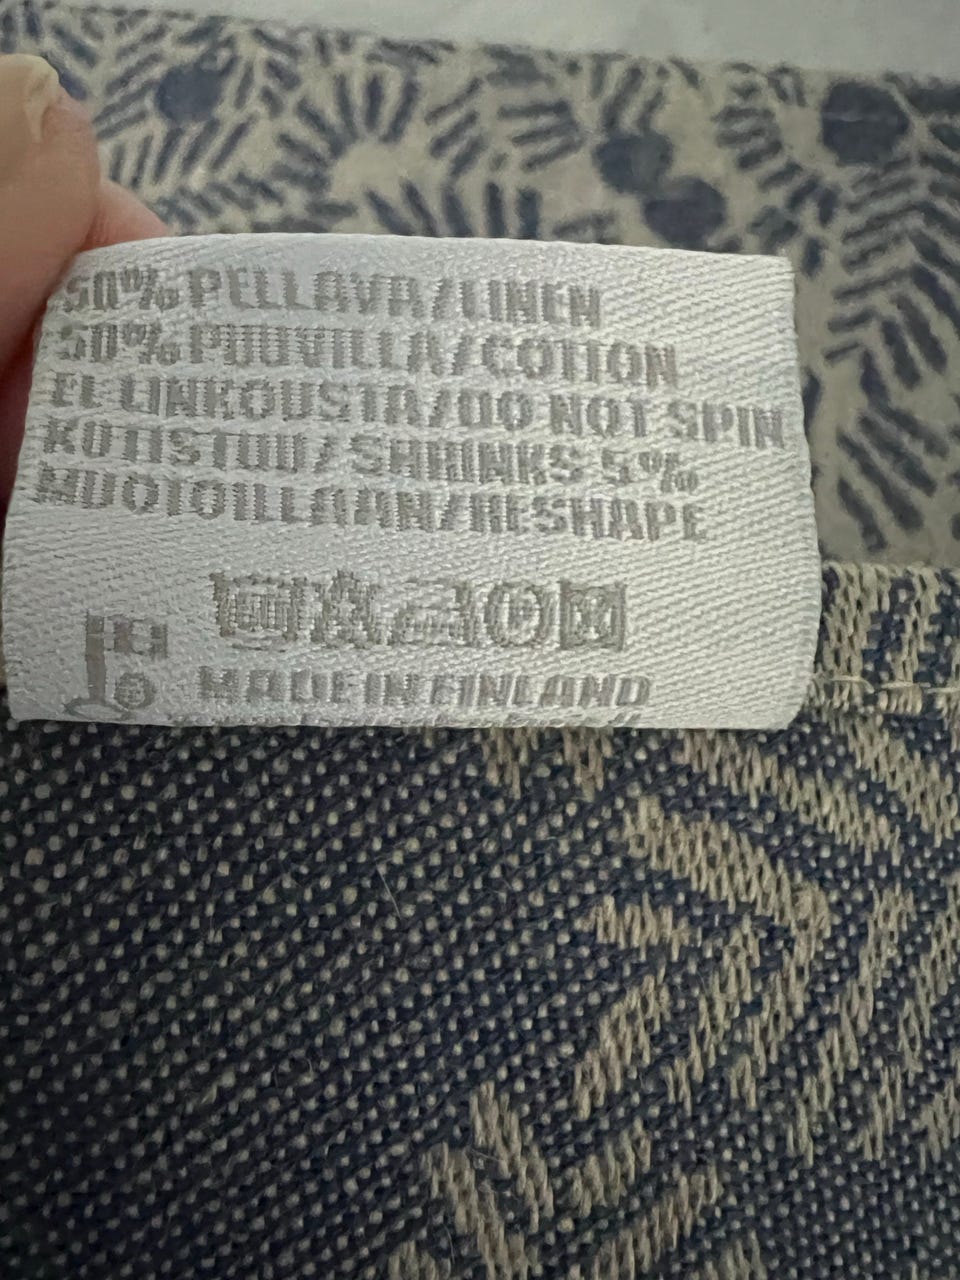 50% PELLAVA/LINEN
50% PUUVILLA/COTTON
EI LINKOUSTA/DO NOT SPIN
KUTISTUU/SHRINKS 5%
MUOTOILLAAN/RESHAPE
MADE IN FINLAND